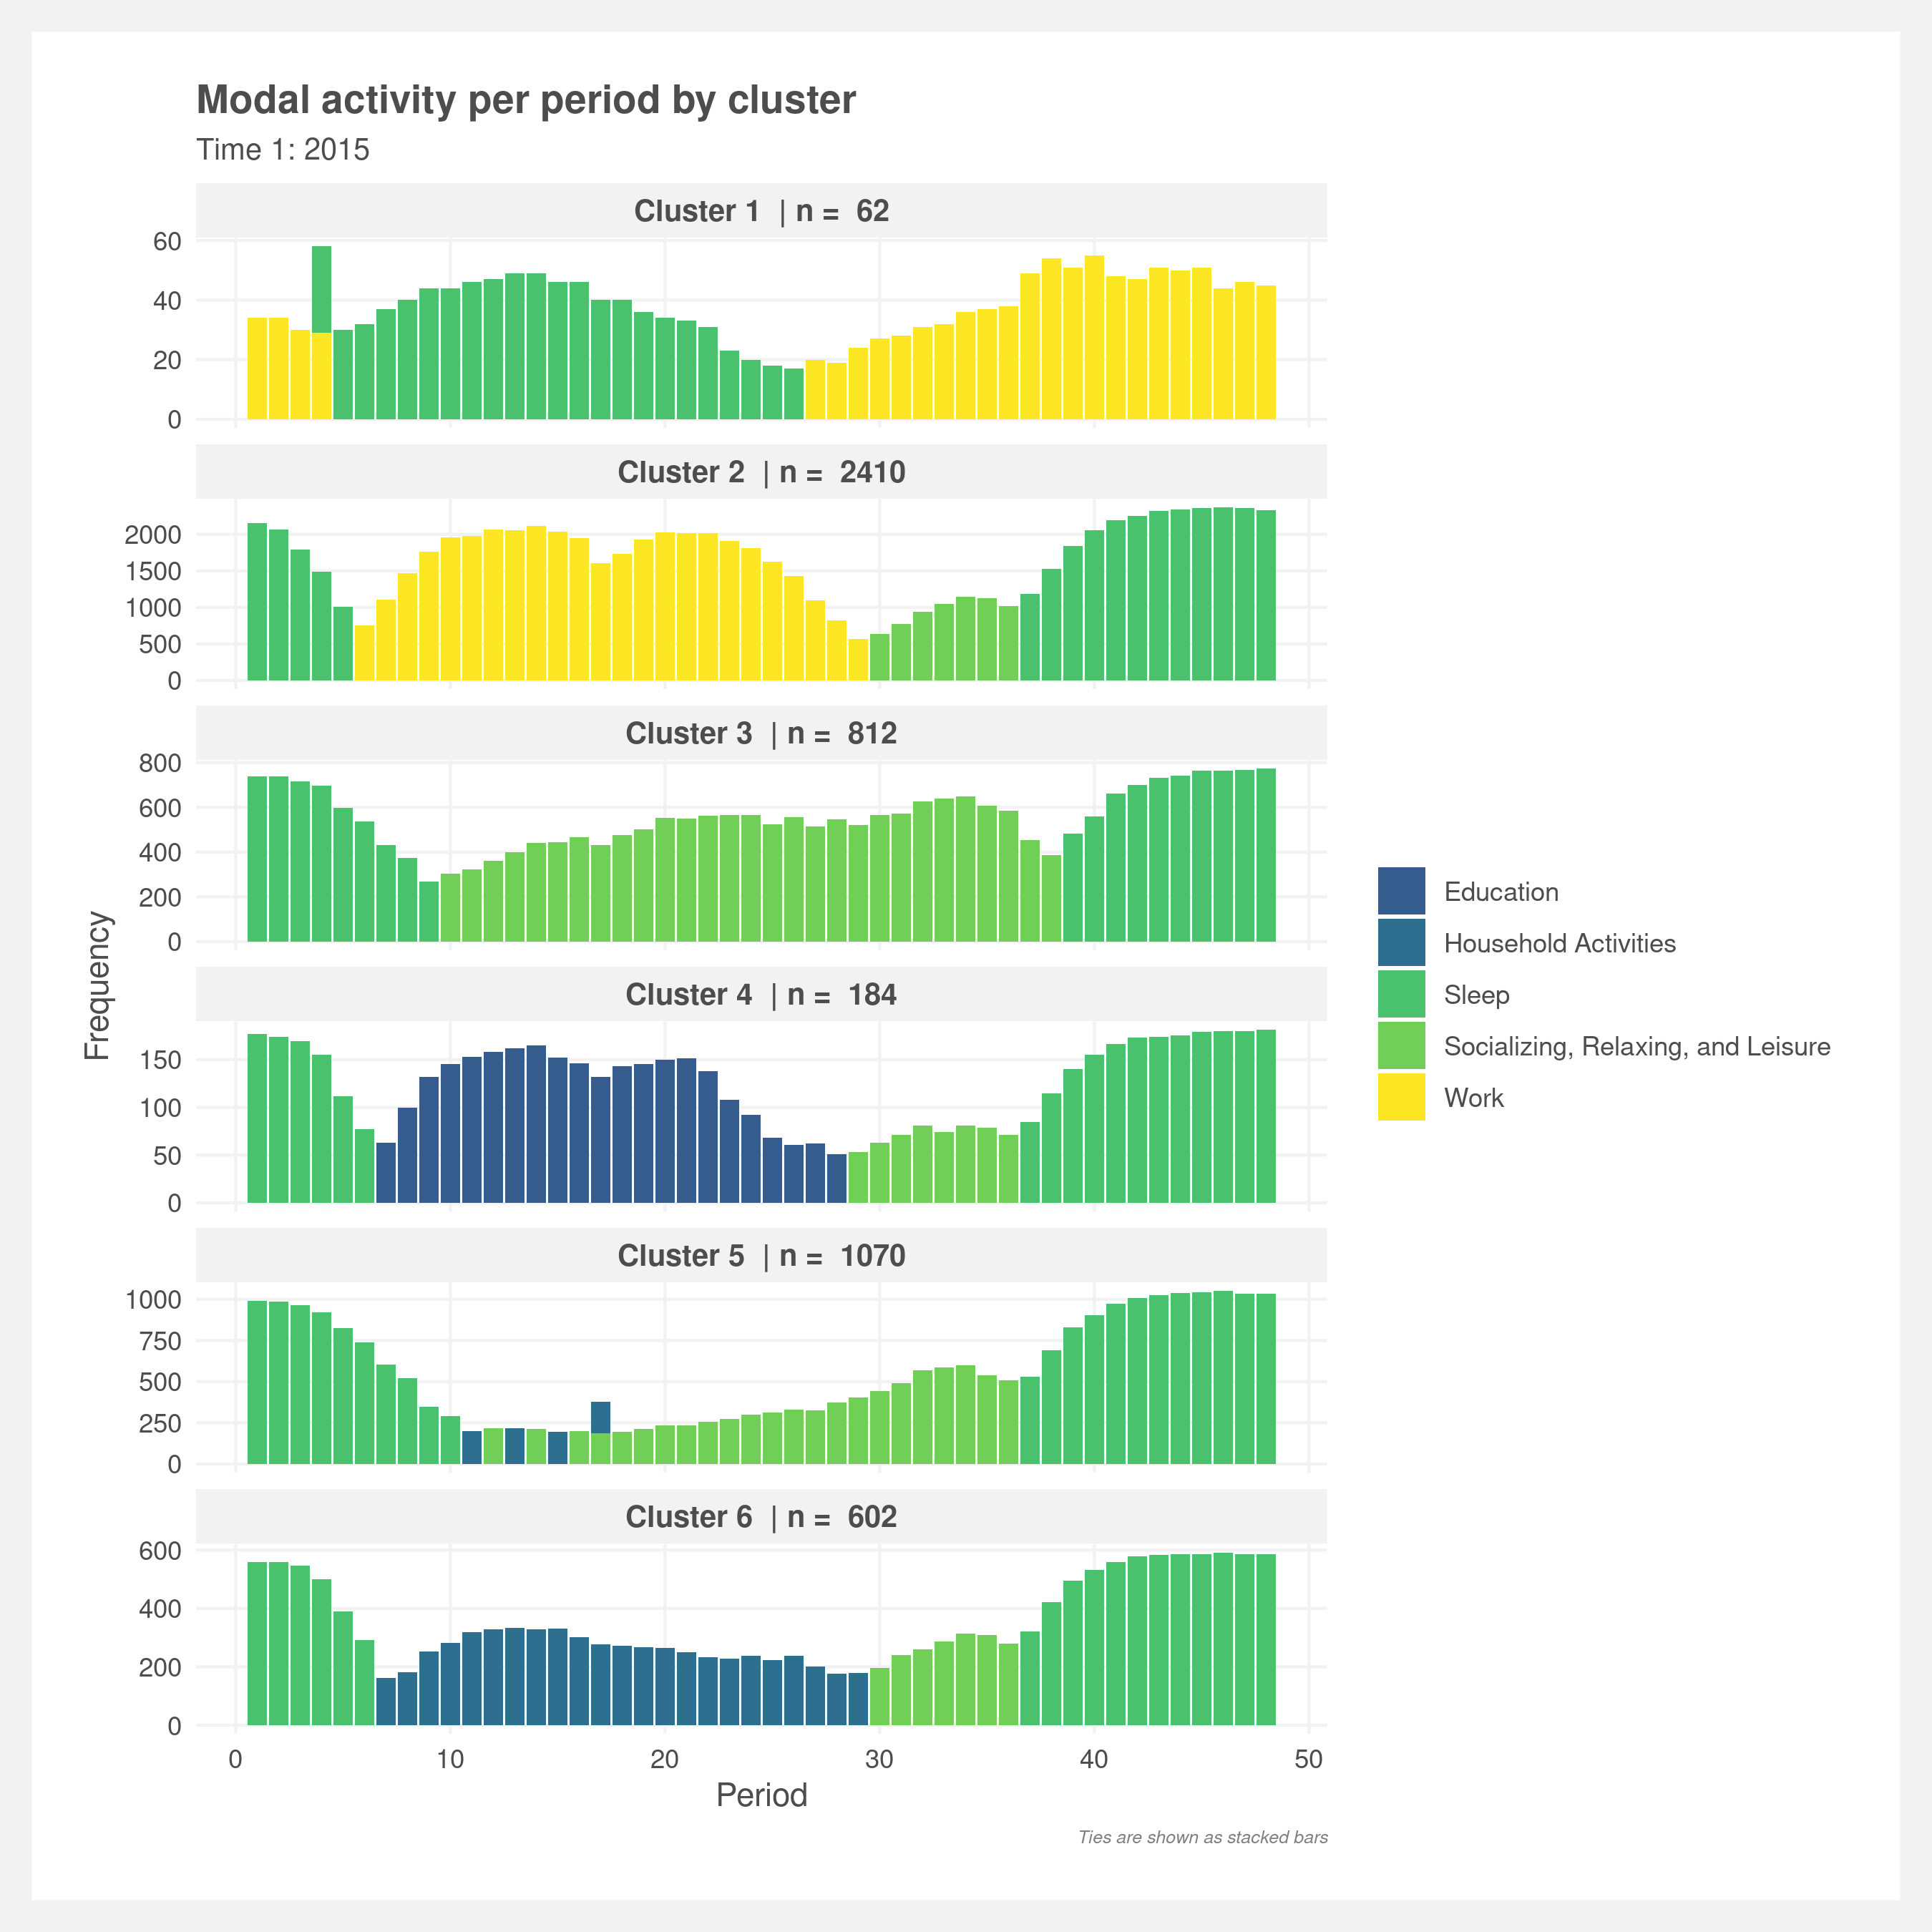 Modal activity per period by cluster
Time 1: 2015
Cluster 1 | n = 62
60
40
20
0
Cluster 2 | n = 2410
2000
1500
1000
500
0
Cluster 3 | n = 812
800
600
400
200
0
Cluster 4 | n = 184
150
100
50
0
Cluster 5 | n = 1070
1000
750
500
250
0
Cluster 6 | n = 602
600
400
200
0
0 10 20 30 40 50
Period
Frequency
Education
Household Activities
Sleep
Socializing, Relaxing, and Leisure
Work
Ties are shown as stacked bars